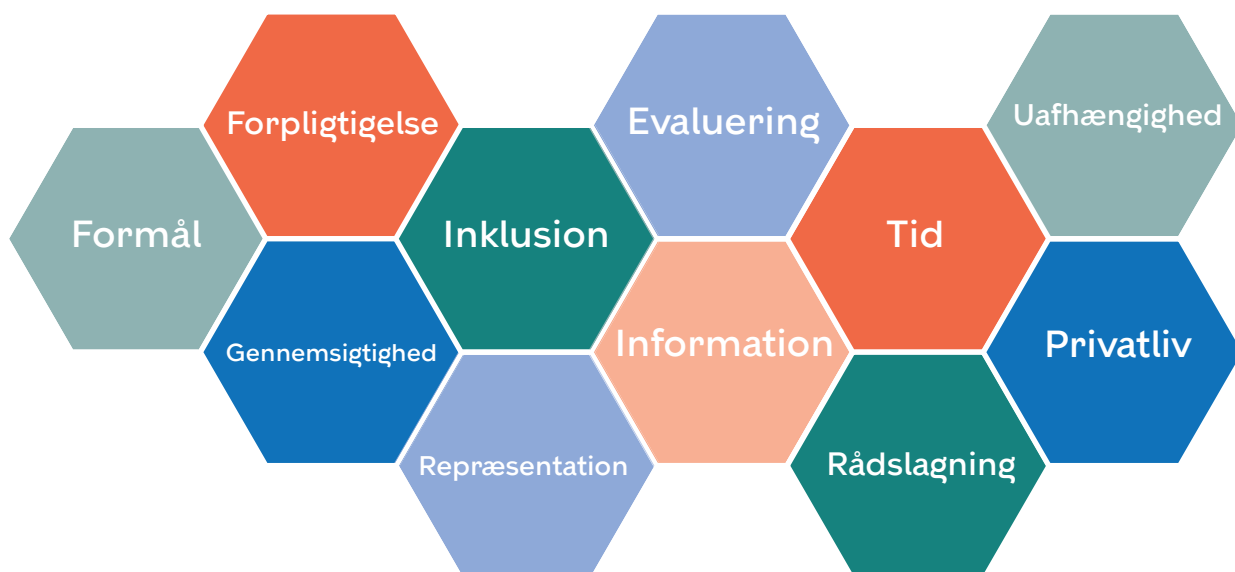 Formål
Forpligtigelse
Gennemsigtighed
Inklusion
Repræsentation
Evaluering
Information
Tid
Rådslagning
Uafhængighed
Privatliv